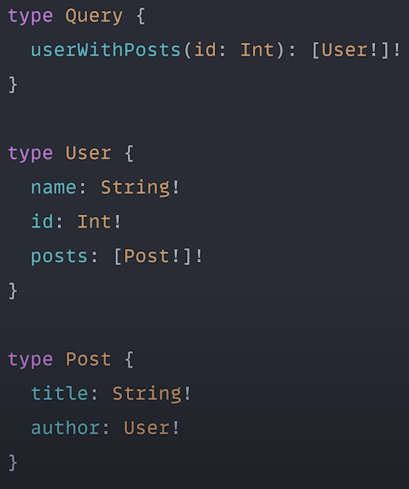 type Query {
  userWithPosts(id: Int): [User!]!
}

type User {
  name: String!
  id: Int!
  posts: [Post!]!
}

type Post {
  title: String!
  author: User!
}